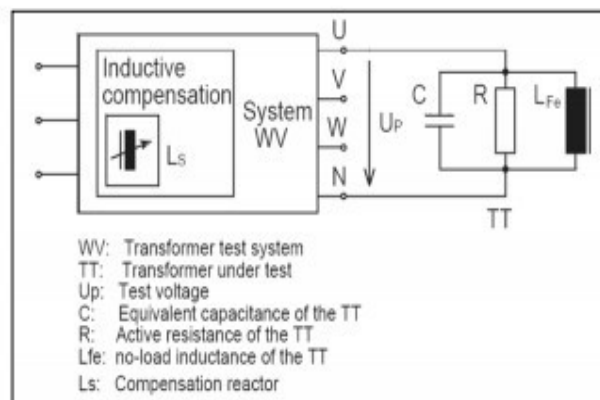 U
Inductive
compensation
V
C
R
LFe
System
WV
W
UP
LS
N
TT
WV: Transformer test system
TT: Transformer under test
Up: Test voltage
C: Equivalent capacitance of the TT
R: Active resistance of the TT
Lfe: no-load inductance of the TT
Ls: Compensation reactor